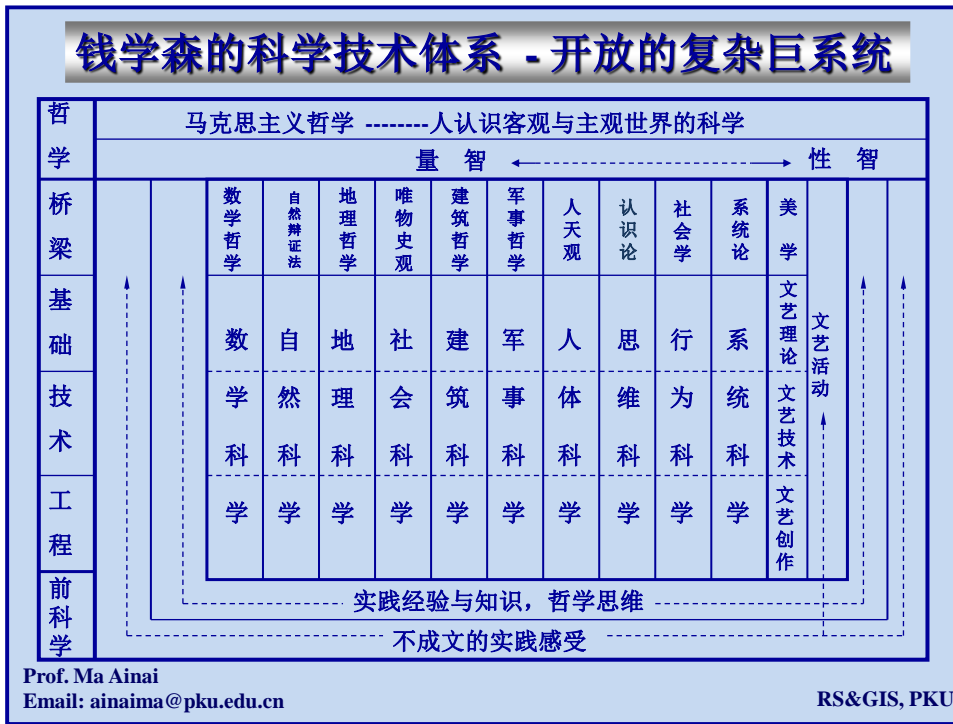 钱学森的科学技术体系 - 开放的复杂巨系统
哲学
马克思主义哲学 --------人认识客观与主观世界的科学
量 智
性 智
桥梁
数学哲学
自然辩证法
地理哲学
唯物史观
建筑哲学
军事哲学
人天观
认识论
社会学
系统论
美学
基础
技术
工程
数学科学
自然科学
地理科学
社会科学
建筑科学
军事科学
人体科学
思维科学
行为科学
系统科学
文艺理论
文艺技术
文艺创作
文艺活动
前科学
实践经验与知识，哲学思维
不成文的实践感受
Prof. Ma Ainai
Email: ainaima@pku.edu.cn
RS&GIS, PKU